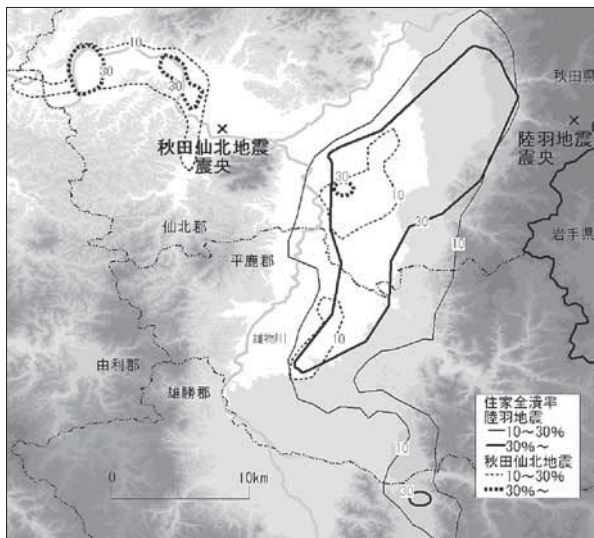 10
30
30
秋田県
秋田仙北地震
震央
陸羽地震
震央
30
10
仙北郡
平鹿郡
30
10
岩手県
雄物川
10
由利郡
雄勝郡
10
30
0 10km
住家全潰率
陸羽地震
10～30%
30%～
秋田仙北地震
10～30%
30%～